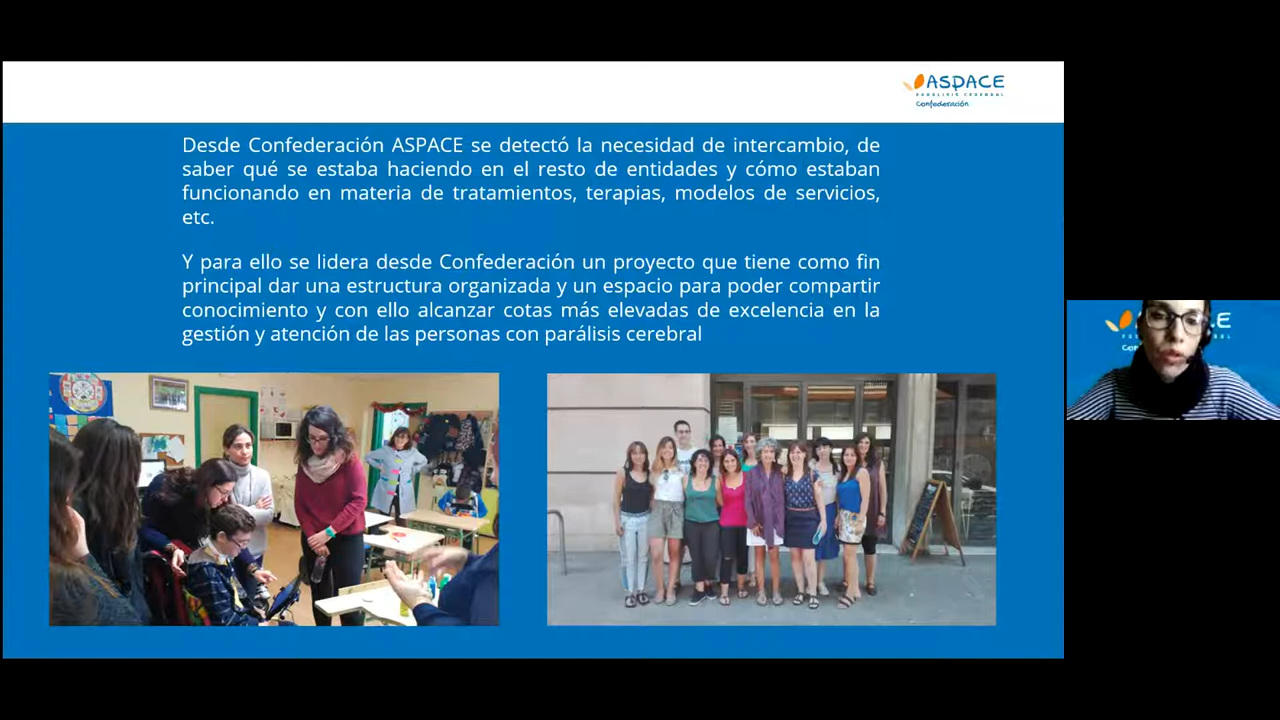 ASPACE
PARÁLISIS CEREBRAL
Confederación
Desde Confederación ASPACE se detectó la necesidad de intercambio, de
saber qué se estaba haciendo en el resto de entidades y cómo estaban
funcionando en materia de tratamientos, terapias, modelos de servicios,
etc.
Y para ello se lidera desde Confederación un proyecto que tiene como fin
principal dar una estructura organizada y un espacio para poder compartir
conocimiento y con ello alcanzar cotas más elevadas de excelencia en la
gestión y atención de las personas con parálisis cerebral